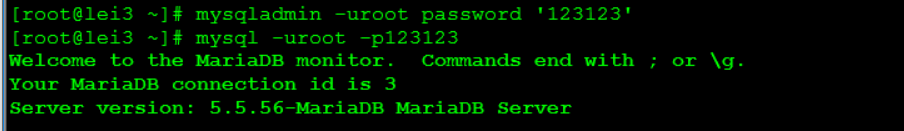 [root@lei3 ~]# mysqladmin -uroot password '123123'
[root@lei3 ~]# mysql -uroot -p123123
Welcome to the MariaDB monitor.  Commands end with ; or \g.
Your MariaDB connection id is 3
Server version: 5.5.56-MariaDB MariaDB Server